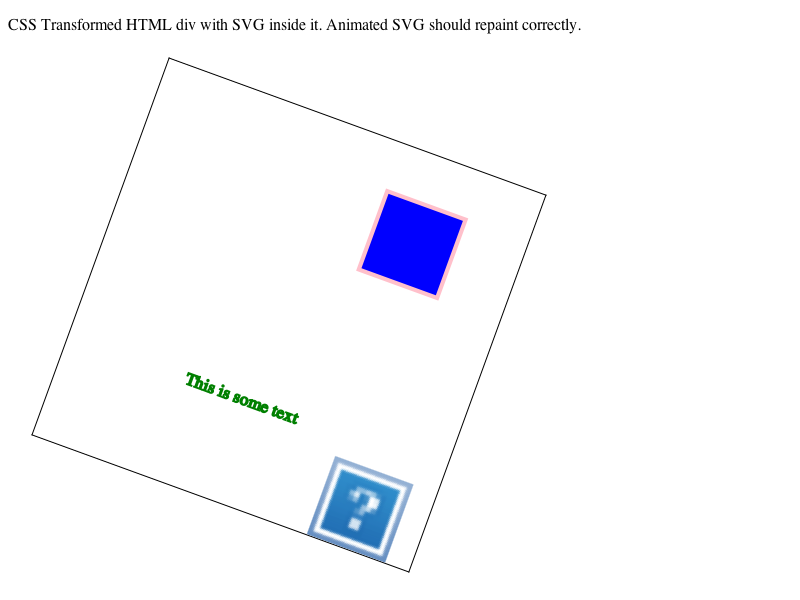 CSS Transformed HTML div with SVG inside it. Animated SVG should repaint correctly.
This is some text
?